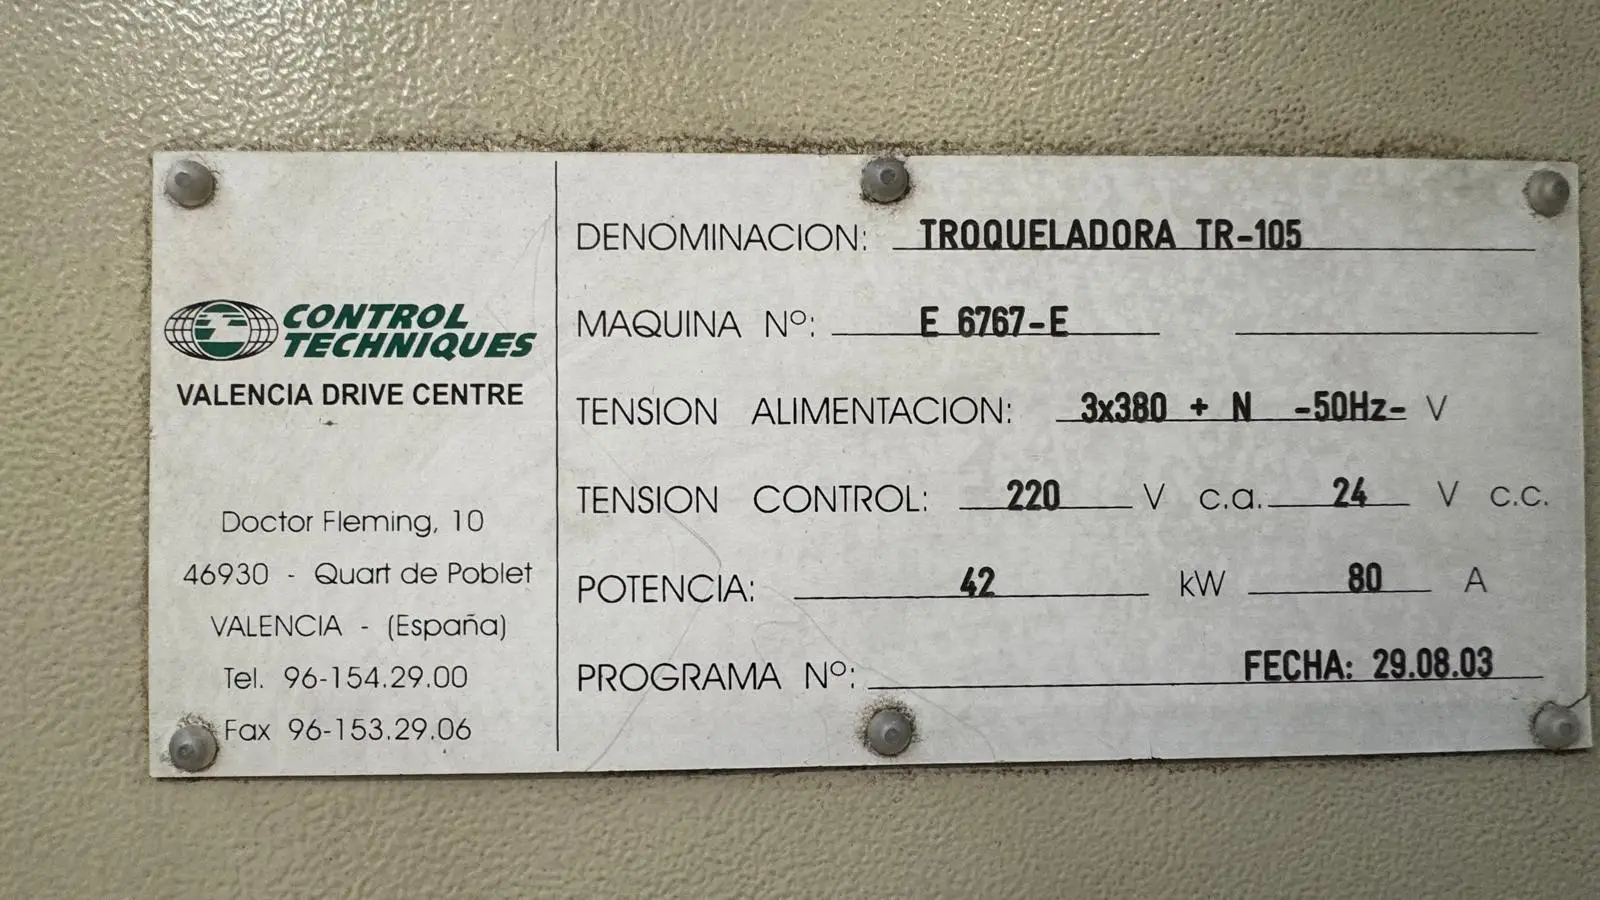 CONTROL
TECHNIQUES
VALENCIA DRIVE CENTRE
Doctor Fleming, 10
46930 - Quart de Poblet
VALENCIA - (España)
Tel. 96-154.29.00
Fax 96-153.29.06
DENOMINACION: TROQUELADORA TR-105
MAQUINA Nº: E 6767-E
TENSION ALIMENTACION: 3x380 + N -50Hz- V
TENSION CONTROL: 220 V c.a. 24 V c.c.
POTENCIA: 42 kW 80 A
PROGRAMA Nº: FECHA: 29.08.03